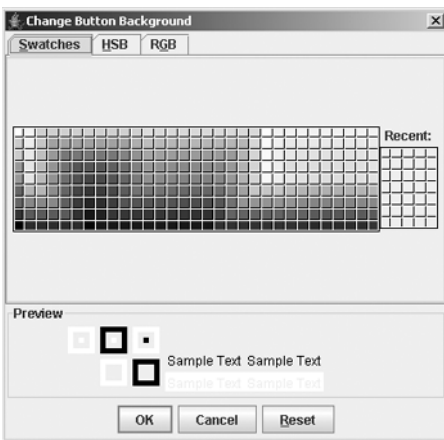 Change Button Background
Swatches HSB RGB
Recent:
Preview
Sample Text Sample Text
Sample Text Sample Text
OK Cancel Reset